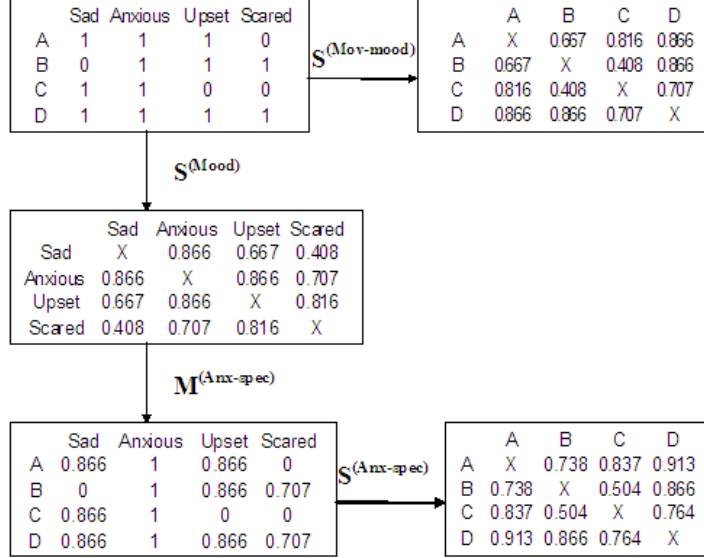 Sad Anxious Upset Scared
A 1 1 1 0
B 0 1 1 1
C 1 1 0 0
D 1 1 1 1
S(Mov-mood)
A B C D
A X 0.667 0.816 0.866
B 0.667 X 0.408 0.866
C 0.816 0.408 X 0.707
D 0.866 0.866 0.707 X
S(Mood)
Sad Anxious Upset Scared
Sad X 0.866 0.667 0.408
Anxious 0.866 X 0.866 0.707
Upset 0.667 0.866 X 0.816
Scared 0.408 0.707 0.816 X
M(Anx-spec)
Sad Anxious Upset Scared
A 0.866 1 0.866 0
B 0 1 0.866 0.707
C 0.866 1 0 0
D 0.866 1 0.866 0.707
S(Anx-spec)
A B C D
A X 0.738 0.837 0.913
B 0.738 X 0.504 0.866
C 0.837 0.504 X 0.764
D 0.913 0.866 0.764 X